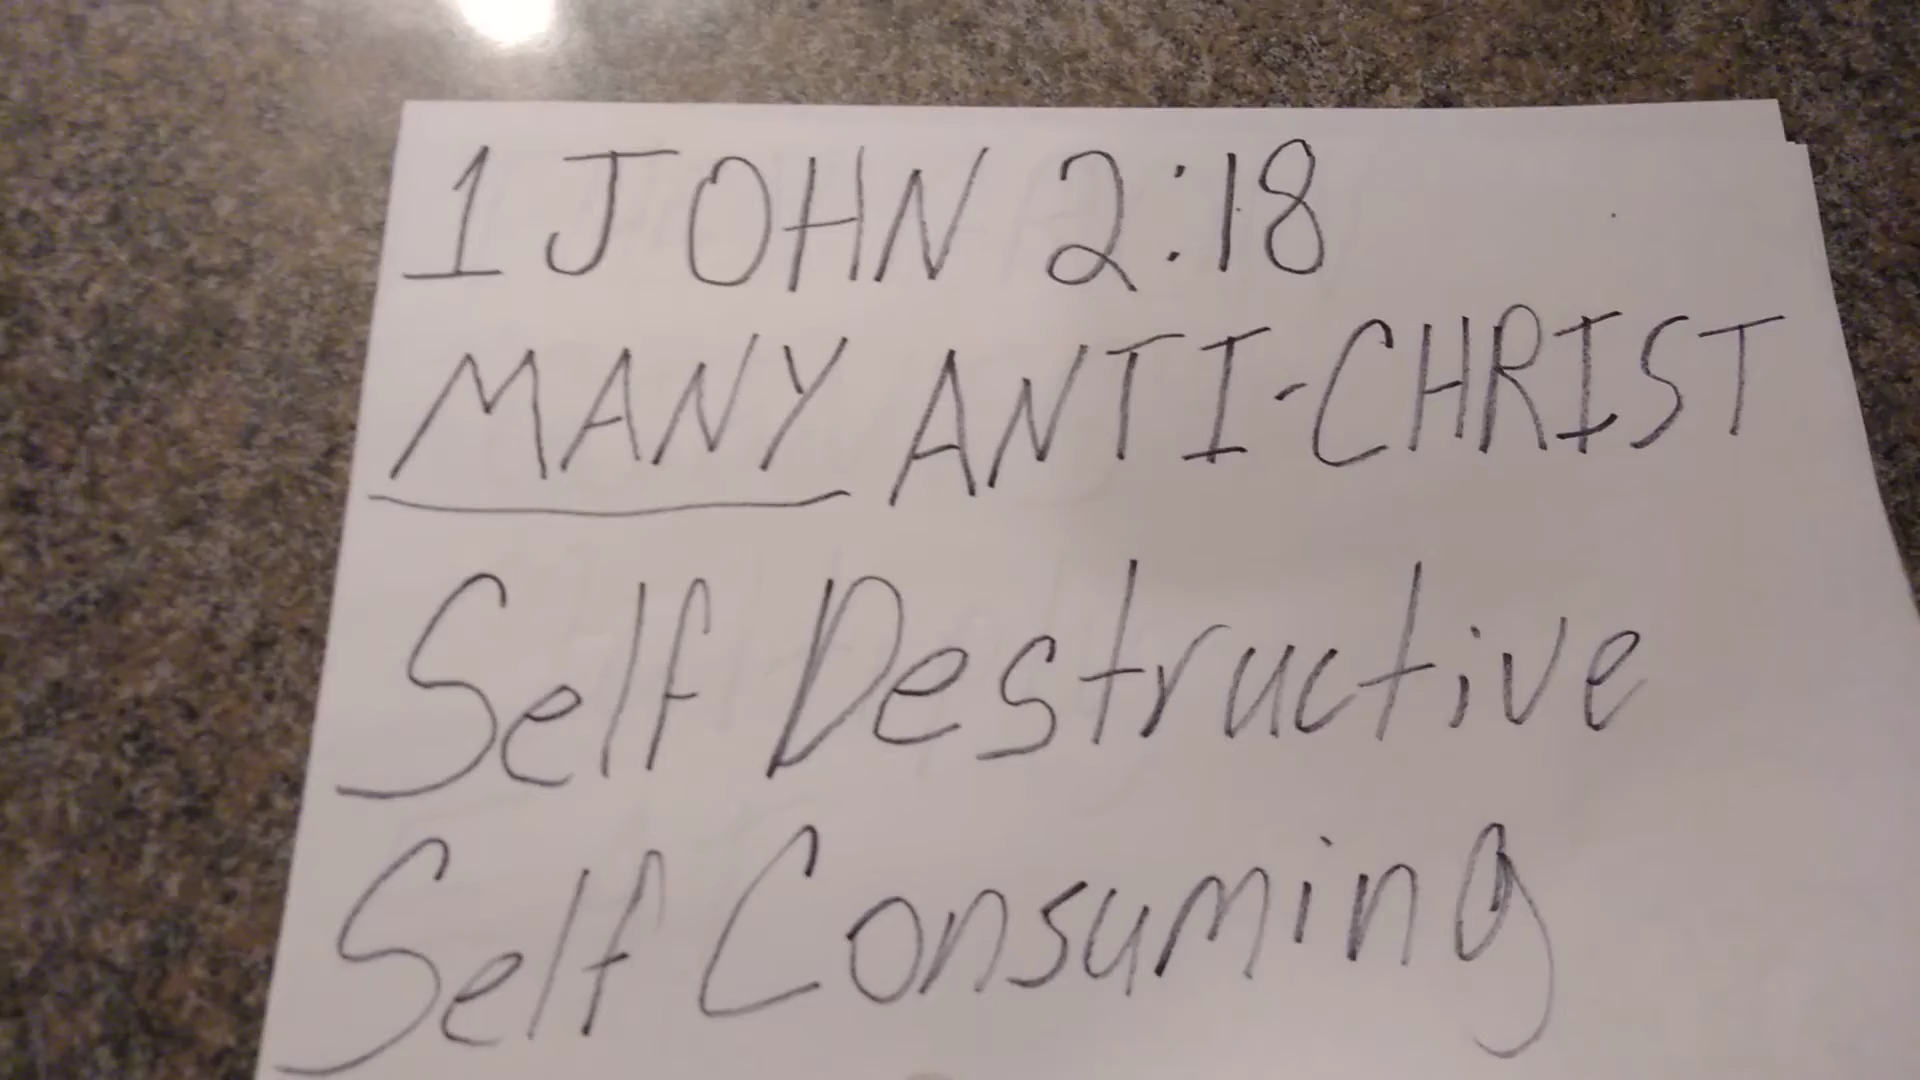 1 JOHN 2:18
MANY ANTI-CHRIST
Self Destructive
Self Consuming